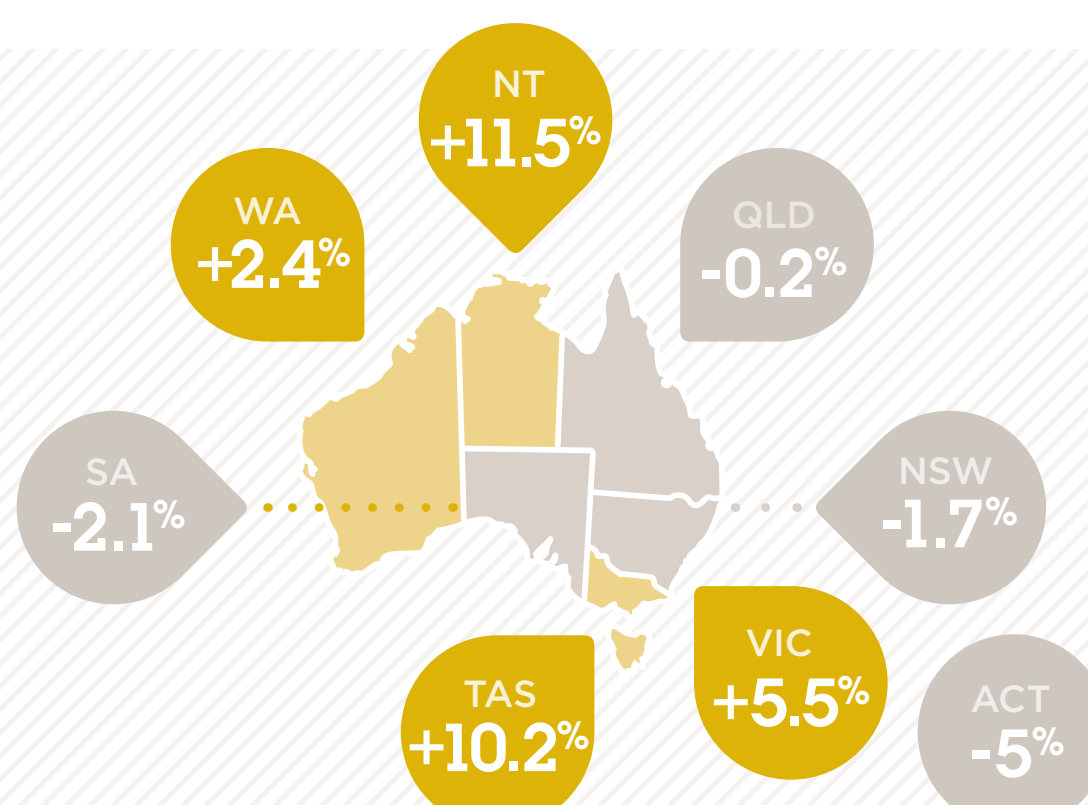 NT
+11.5%
WA
+2.4%
QLD
-0.2%
SA
-2.1%
NSW
-1.7%
VIC
+5.5%
TAS
+10.2%
ACT
-5%